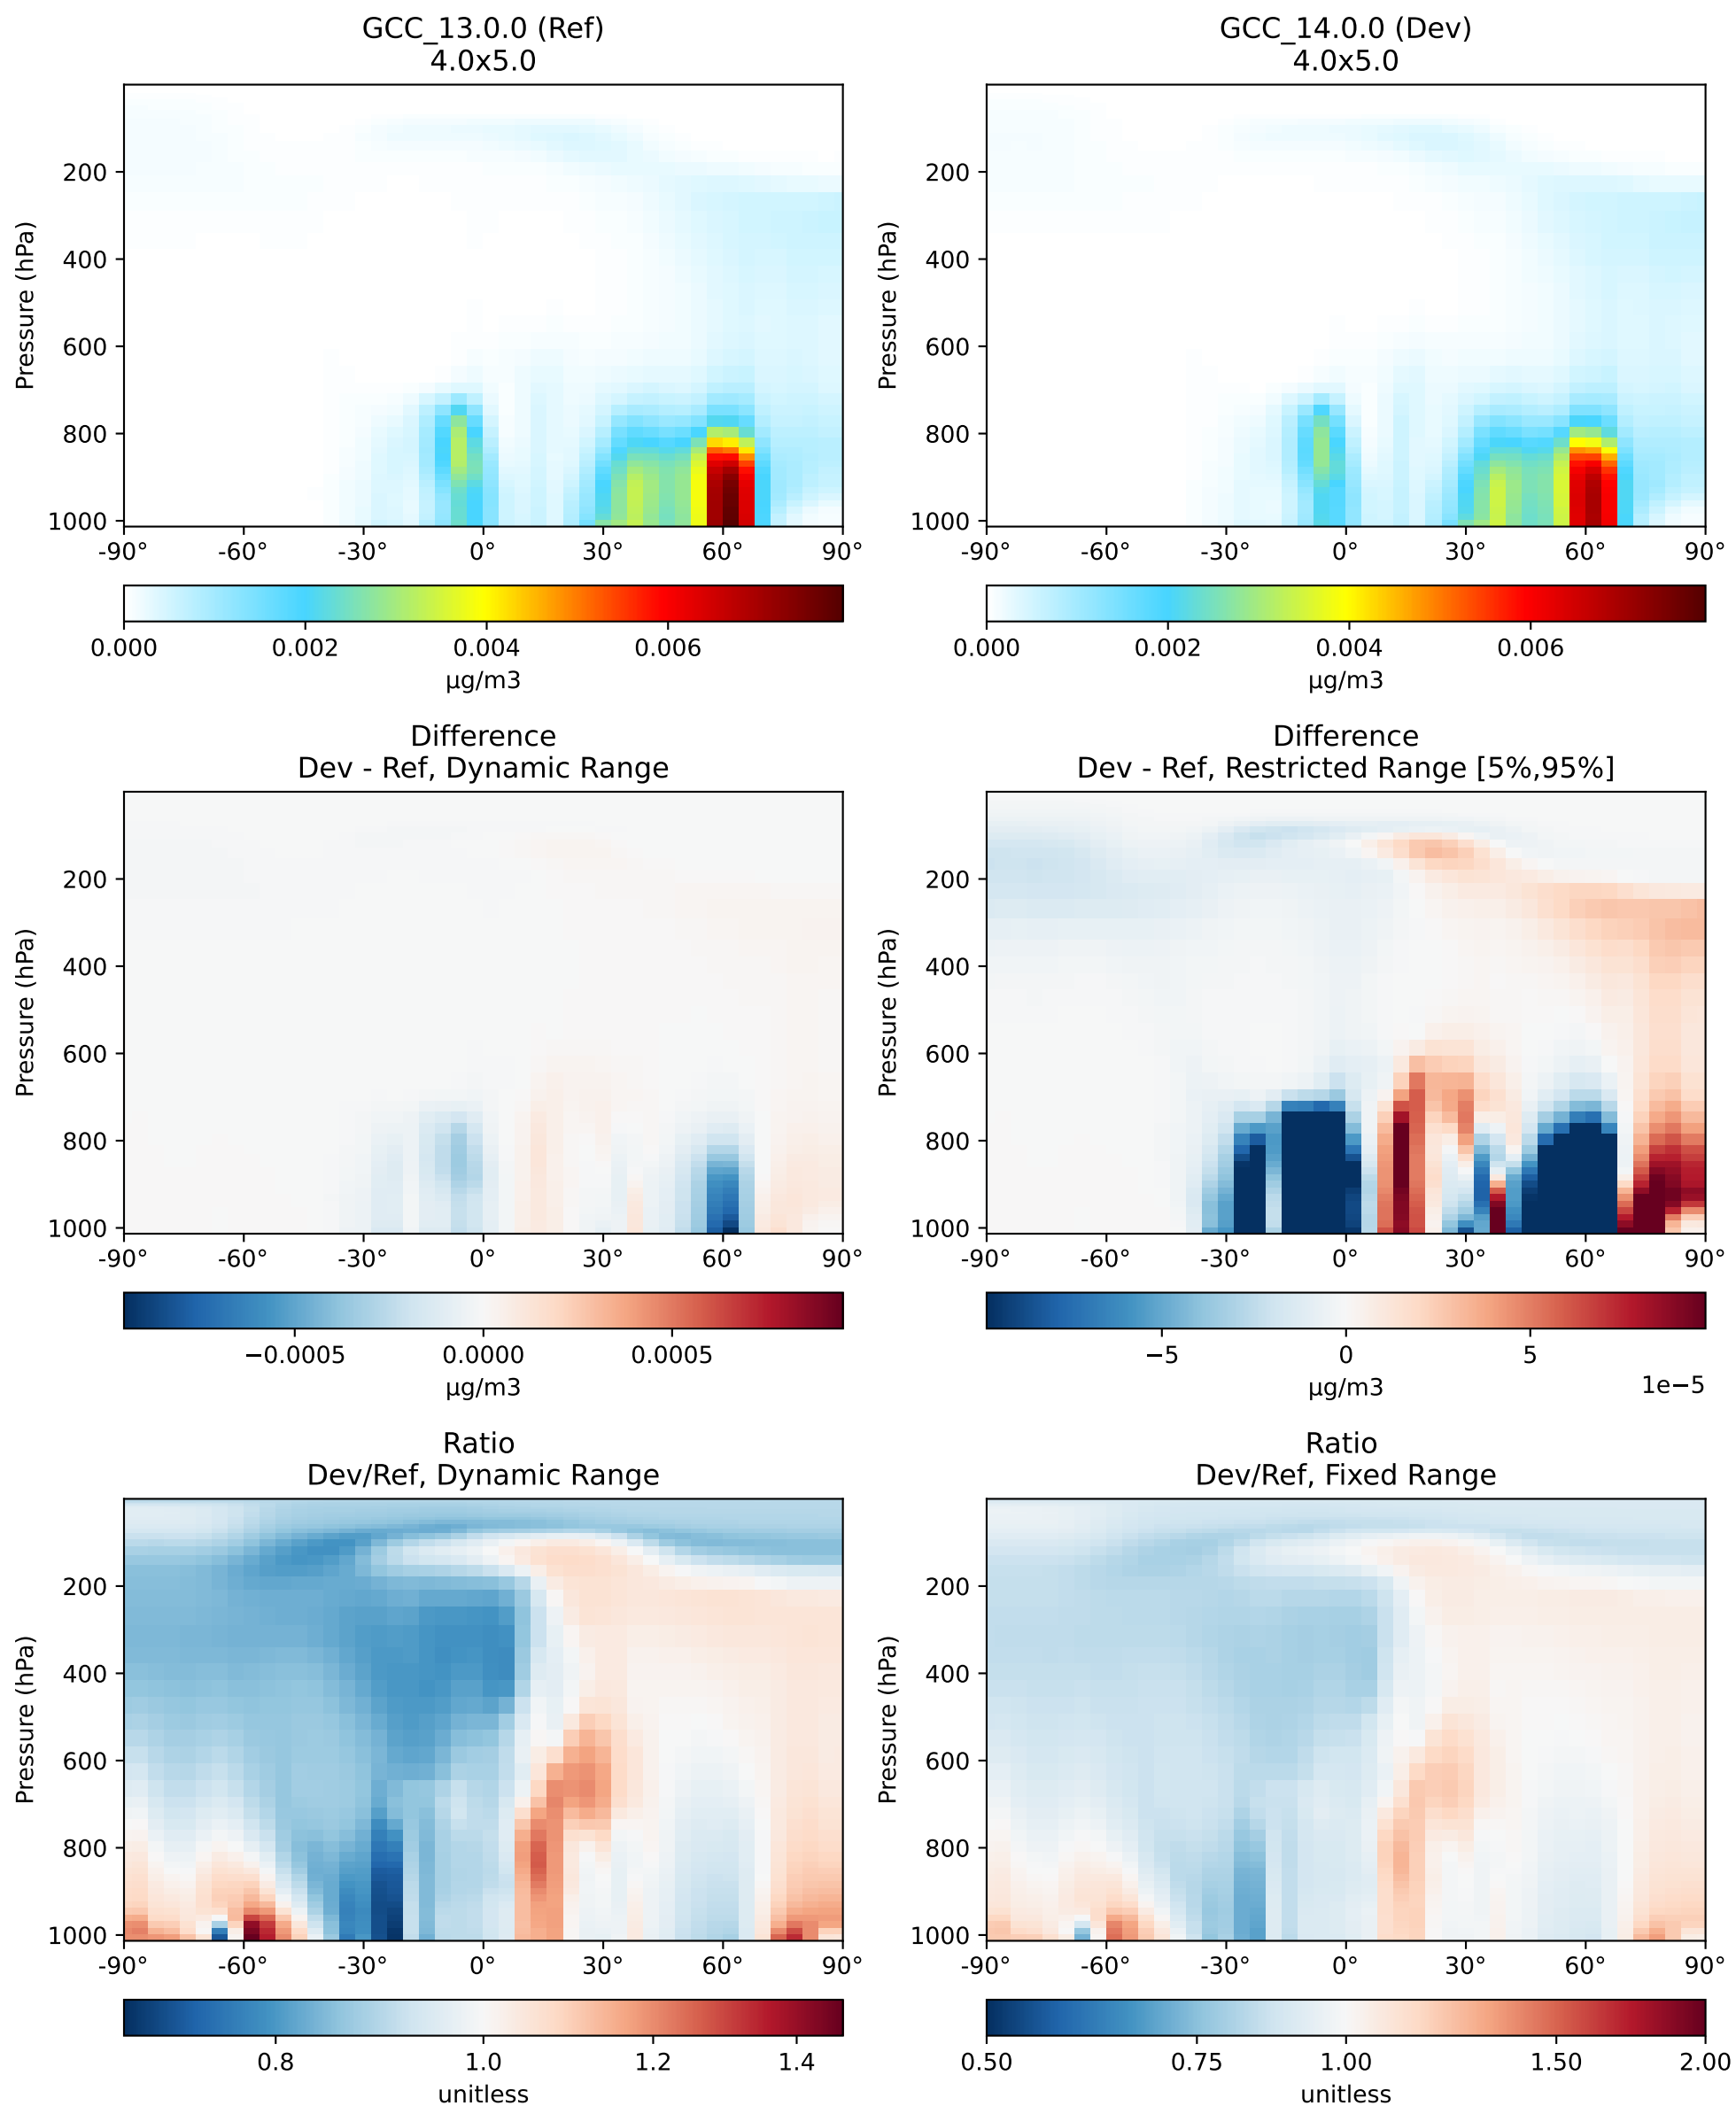 GCC_13.0.0 (Ref)
4.0x5.0
Pressure (hPa)
200
400
600
800
1000
-90° -60° -30° 0° 30° 60° 90°
0.000 0.002 0.004 0.006
µg/m3
GCC_14.0.0 (Dev)
4.0x5.0
Pressure (hPa)
200
400
600
800
1000
-90° -60° -30° 0° 30° 60° 90°
0.000 0.002 0.004 0.006
µg/m3
Difference
Dev - Ref, Dynamic Range
Pressure (hPa)
200
400
600
800
1000
-90° -60° -30° 0° 30° 60° 90°
−0.0005 0.0000 0.0005
µg/m3
Difference
Dev - Ref, Restricted Range [5%,95%]
Pressure (hPa)
200
400
600
800
1000
-90° -60° -30° 0° 30° 60° 90°
−5 0 5
1e−5
µg/m3
Ratio
Dev/Ref, Dynamic Range
Pressure (hPa)
200
400
600
800
1000
-90° -60° -30° 0° 30° 60° 90°
0.8 1.0 1.2 1.4
unitless
Ratio
Dev/Ref, Fixed Range
Pressure (hPa)
200
400
600
800
1000
-90° -60° -30° 0° 30° 60° 90°
0.50 0.75 1.00 1.50 2.00
unitless